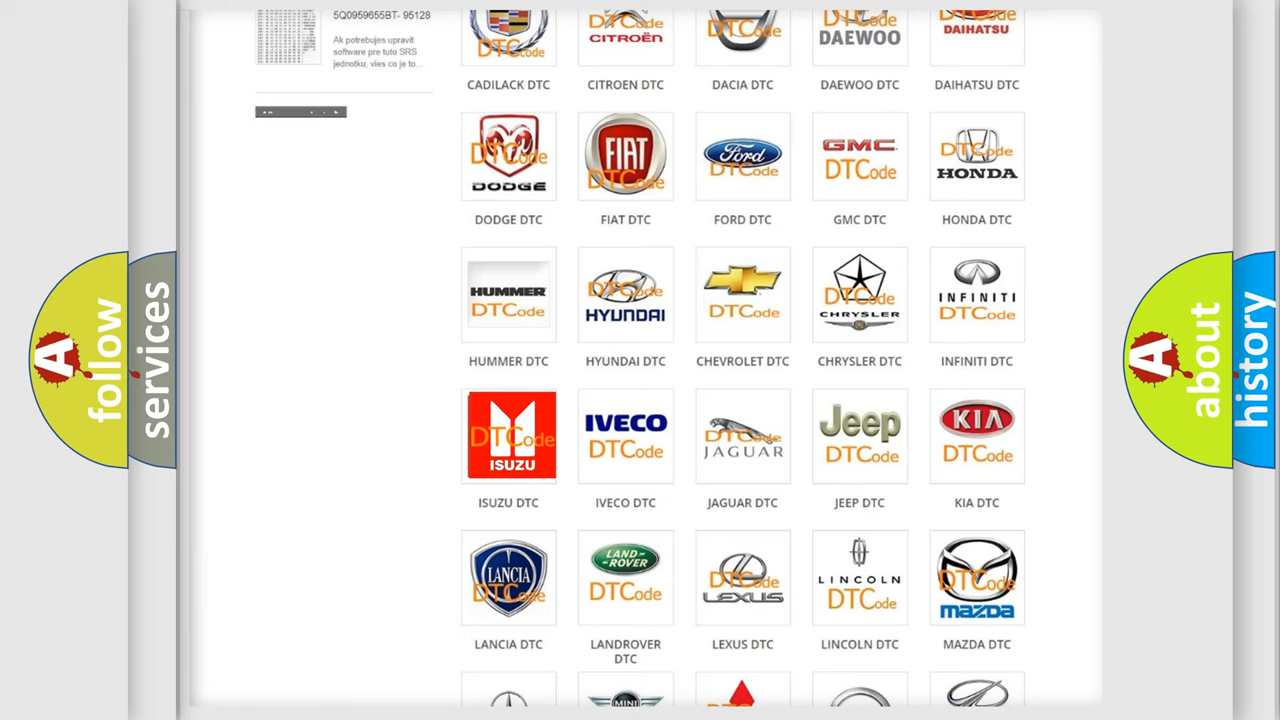 5Q0959655BT- 95128
Ak potrebujes upravit
software pre tuto SRS
jednotku, vies co je to...
DTCode
DTCode
CITROËN
DTCode
DAEWOO
DTCode
DAIHATSU
CADILACK DTC
CITROEN DTC
DACIA DTC
DAEWOO DTC
DAIHATSU DTC
DTCode
DODGE
FIAT
DTCode
Ford
DTCode
GMC
DTCode
DTCode
HONDA
DODGE DTC
FIAT DTC
FORD DTC
GMC DTC
HONDA DTC
HUMMER
DTCode
DTCode
HYUNDAI
DTCode
DTCode
CHRYSLER
INFINITI
DTCode
HUMMER DTC
HYUNDAI DTC
CHEVROLET DTC
CHRYSLER DTC
INFINITI DTC
DTCode
ISUZU
IVECO
DTCode
DTCode
JAGUAR
Jeep
DTCode
KIA
DTCode
ISUZU DTC
IVECO DTC
JAGUAR DTC
JEEP DTC
KIA DTC
LANCIA
DTCode
LAND-
ROVER
DTCode
DTCode
LEXUS
LINCOLN
DTCode
DTCode
mazda
LANCIA DTC
LANDROVER
DTC
LEXUS DTC
LINCOLN DTC
MAZDA DTC
MINI
A
follow
services
A
about
history